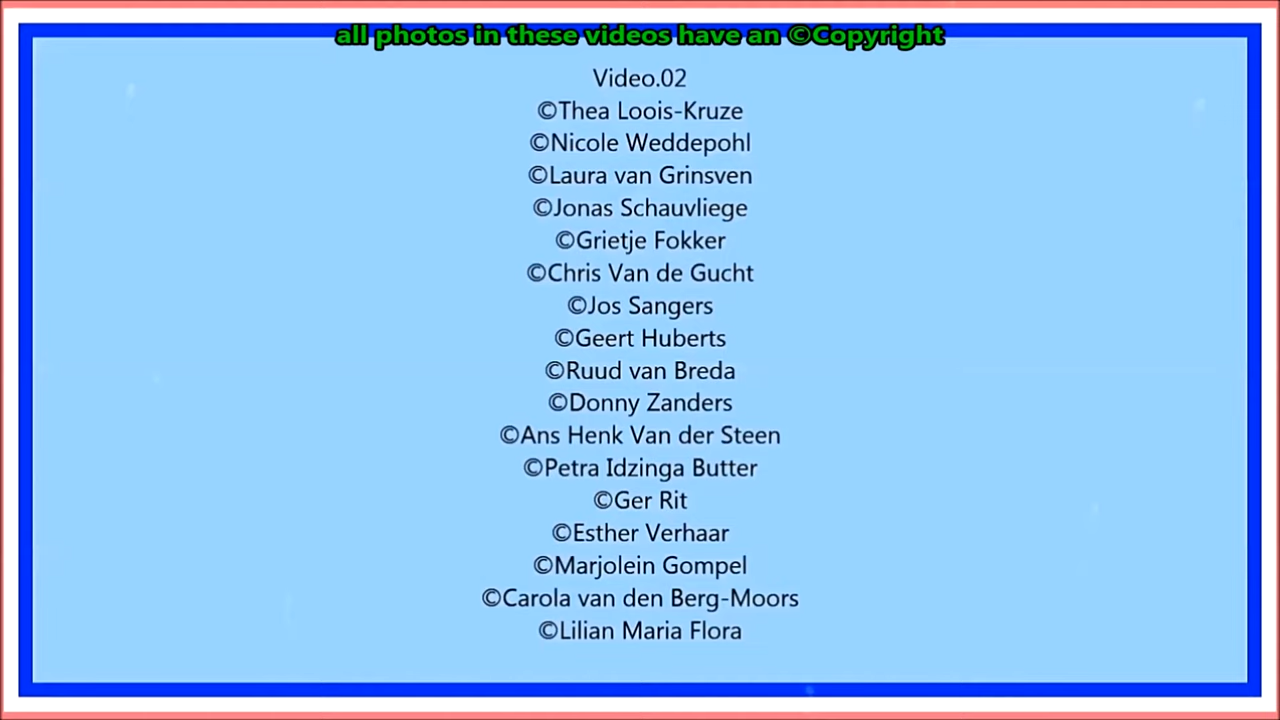 all photos in these videos have an ©Copyright
Video.02
©Thea Loois-Kruze
©Nicole Weddepohl
©Laura van Grinsven
©Jonas Schauvliege
©Grietje Fokker
©Chris Van de Gucht
©Jos Sangers
©Geert Huberts
©Ruud van Breda
©Donny Zanders
©Ans Henk Van der Steen
©Petra Idzinga Butter
©Ger Rit
©Esther Verhaar
©Marjolein Gompel
©Carola van den Berg-Moors
©Lilian Maria Flora